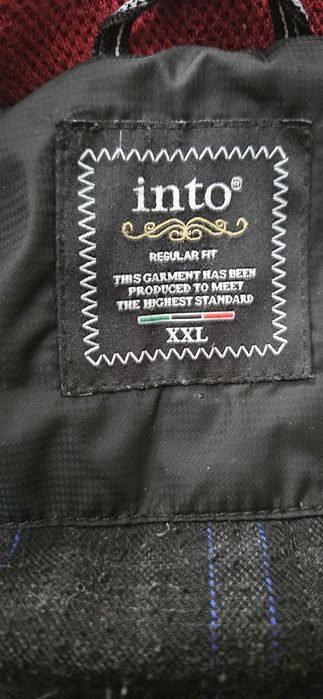 into®
REGULAR FIT
THIS GARMENT HAS BEEN
PRODUCED TO MEET
THE HIGHEST STANDARD
XXL